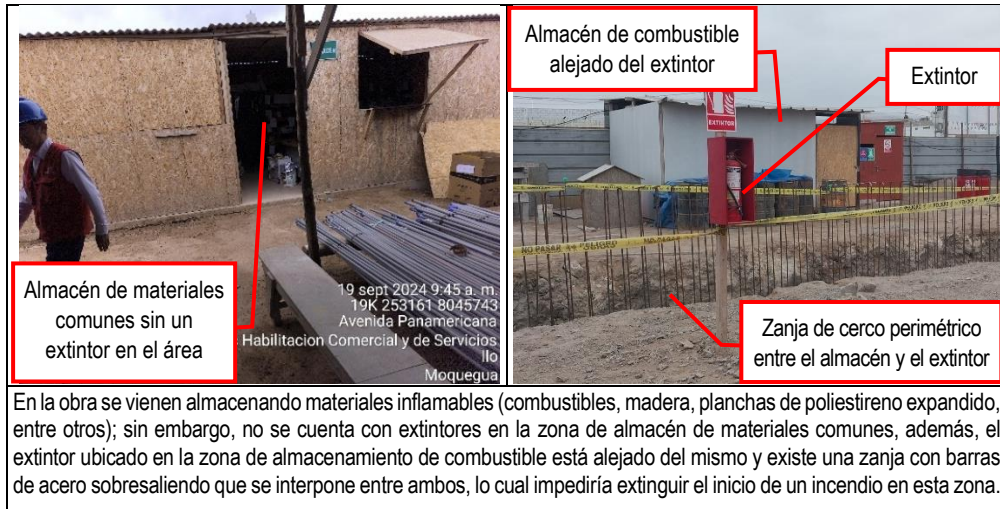 Almacén de materiales
comunes sin un
extintor en el área
19 sept 2024 9:45 a. m.
19K 253161 8045743
Avenida Panamericana
Habilitacion Comercial y de Servicios
Ilo
Moquegua
Almacén de combustible
alejado del extintor
Extintor
EXTINTOR
NO PASAR
PELIGRO
NO PASA
Zanja de cerco perimétrico
entre el almacén y el extintor
En la obra se vienen almacenando materiales inflamables (combustibles, madera, planchas de poliestireno expandido,
entre otros); sin embargo, no se cuenta con extintores en la zona de almacén de materiales comunes, además, el
extintor ubicado en la zona de almacenamiento de combustible está alejado del mismo y existe una zanja con barras
de acero sobresaliendo que se interpone entre ambos, lo cual impediría extinguir el inicio de un incendio en esta zona.